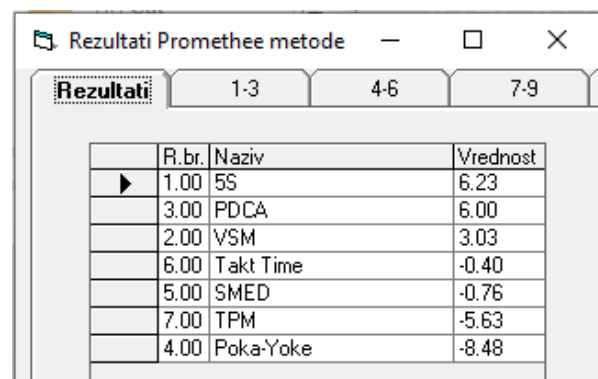 Rezultati Promethee metode
Rezultati 1-3 4-6 7-9
R.br. Naziv Vrednost
1.00 5S 6.23
3.00 PDCA 6.00
2.00 VSM 3.03
6.00 Takt Time -0.40
5.00 SMED -0.76
7.00 TPM -5.63
4.00 Poka-Yoke -8.48